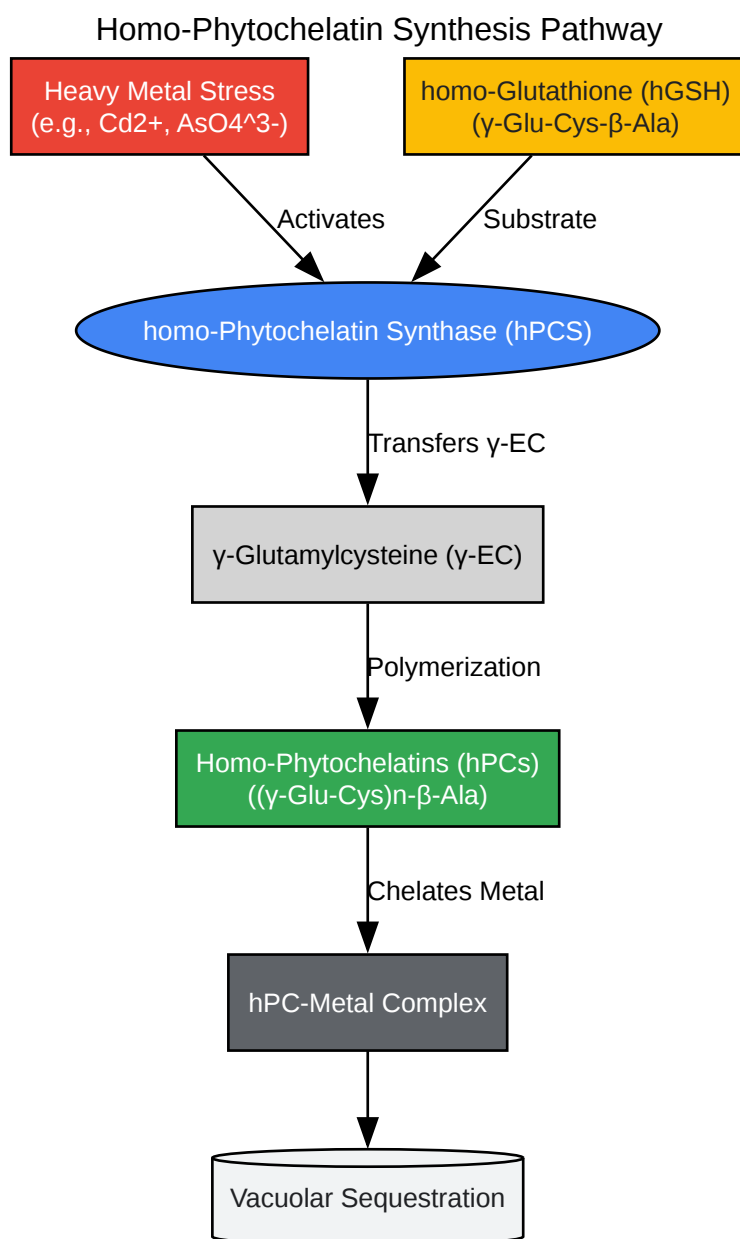 Homo-Phytochelatin Synthesis Pathway
Heavy Metal Stress
(e.g., Cd2+, AsO4^3-)
homo-Glutathione (hGSH)
(γ-Glu-Cys-β-Ala)
Activates
Substrate
homo-Phytochelatin Synthase (hPCS)
Transfers γ-EC
γ-Glutamylcysteine (γ-EC)
Polymerization
Homo-Phytochelatins (hPCs)
((γ-Glu-Cys)n-β-Ala)
Chelates Metal
hPC-Metal Complex
Vacuolar Sequestration